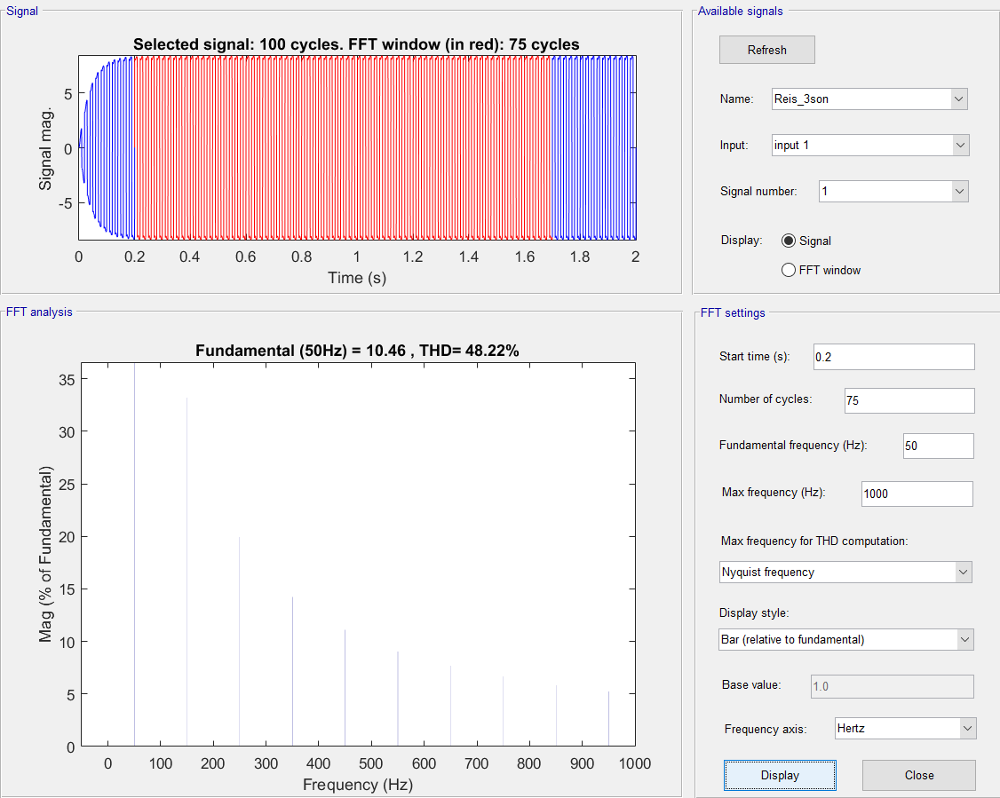 Signal
Selected signal: 100 cycles. FFT window (in red): 75 cycles
Signal mag.
5
0
-5
0 0.2 0.4 0.6 0.8 1 1.2 1.4 1.6 1.8 2
Time (s)
Available signals
Refresh
Name: Reis_3son
Input: input 1
Signal number: 1
Display: Signal
FFT window
FFT analysis
Fundamental (50Hz) = 10.46 , THD= 48.22%
Mag (% of Fundamental)
35
30
25
20
15
10
5
0
0 100 200 300 400 500 600 700 800 900 1000
Frequency (Hz)
FFT settings
Start time (s): 0.2
Number of cycles: 75
Fundamental frequency (Hz): 50
Max frequency (Hz): 1000
Max frequency for THD computation:
Nyquist frequency
Display style:
Bar (relative to fundamental)
Base value: 1.0
Frequency axis: Hertz
Display Close